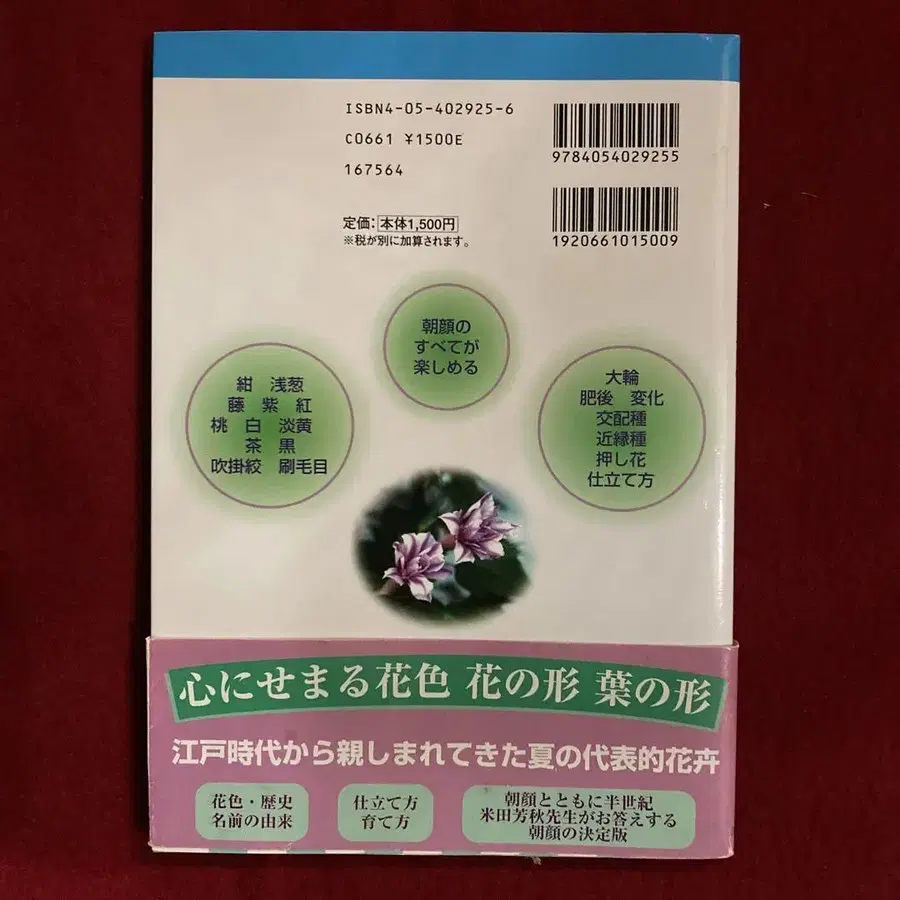 ISBN4-05-402925-6
C0661 ¥1500E
167564
9784054029255
1920661015009
定価:本体1,500円
※税が別に加算されます。
朝顔の
すべてが
楽しめる
紺 浅葱
藤 紫 紅
桃 白 淡黄
茶 黒
吹掛絞 刷毛目
大輪
肥後 変化
交配種
近縁種
押し花
仕立て方
心にせまる花色 花の形 葉の形
江戸時代から親しまれてきた夏の代表的花卉
花色・歴史
名前の由来
仕立て方
育て方
朝顔とともに半世紀
米田芳秋先生がお答えする
朝顔の決定版